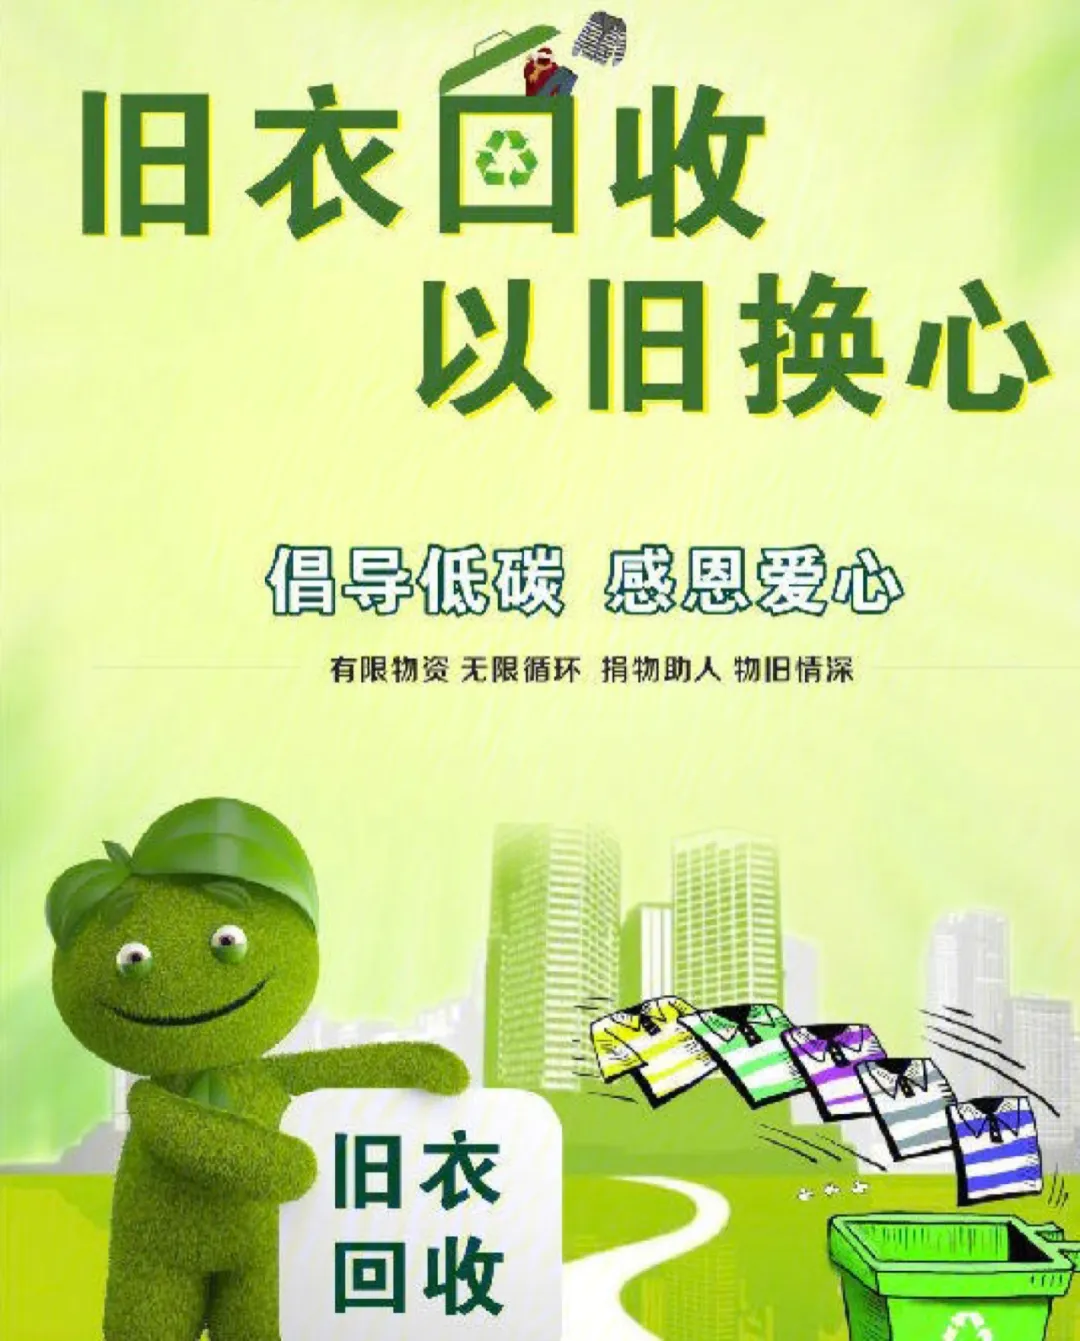 旧衣回收
以旧换心
倡导低碳 感恩爱心
有限物资 无限循环 捐物助人 物旧情深
旧衣
回收